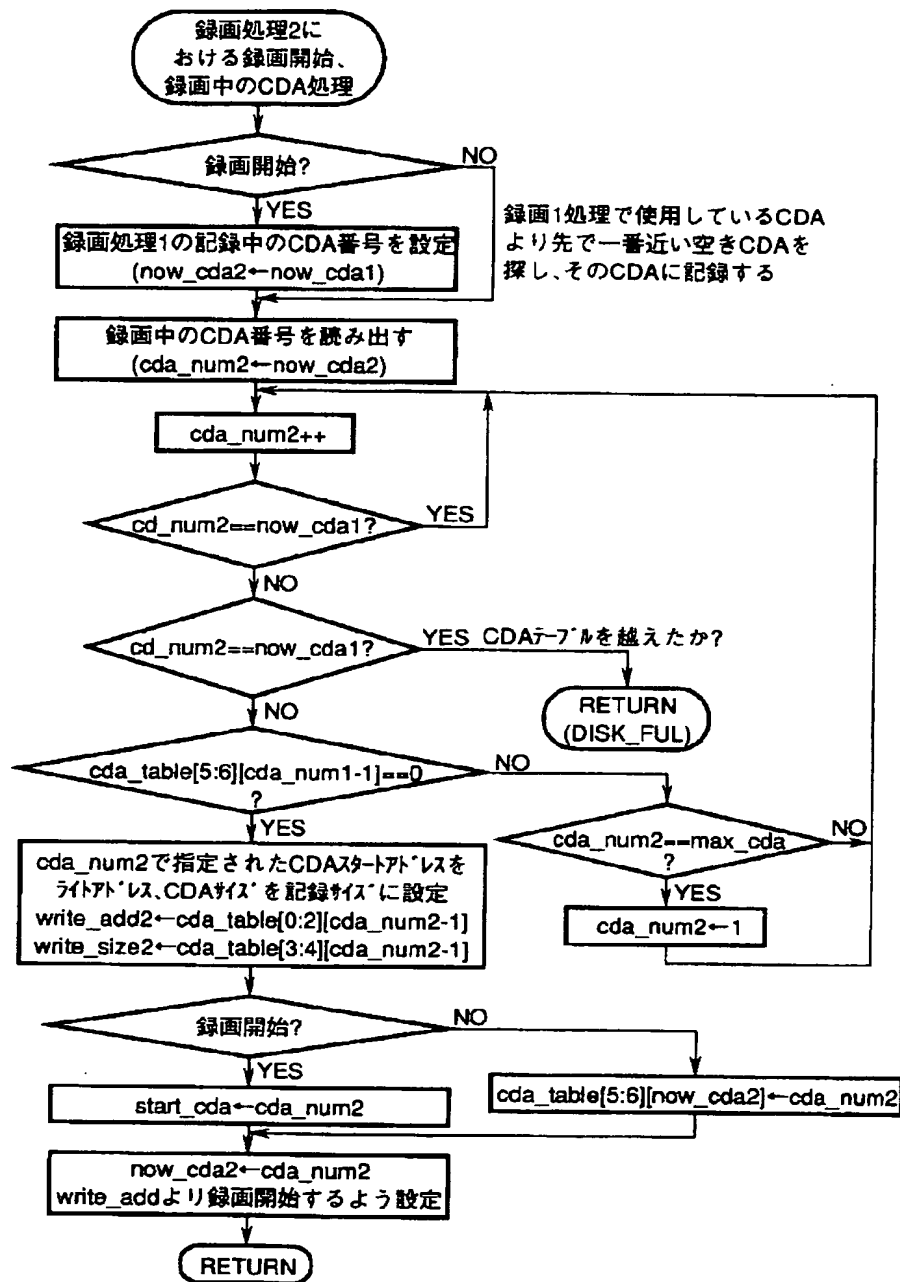 録画処理2に
おける録画開始、
録画中のCDA処理
録画開始?
NO
YES
録画処理1の記録中のCDA番号を設定
(now_cda2←now_cda1)
録画1処理で使用しているCDA
より先で一番近い空きCDAを
探し、そのCDAに記録する
録画中のCDA番号を読み出す
(cda_num2←now_cda2)
cda_num2++
cd_num2==now_cda1?
YES
NO
cd_num2==now_cda1?
YES CDAテーブルを越えたか?
RETURN
(DISK_FUL)
NO
cda_table[5:6][cda_num1-1]==0
?
NO
YES
cda_num2==max_cda
?
NO
YES
cda_num2←1
cda_num2で指定されたCDAスタートアドレスを
ライトアドレス、CDAサイズを記録サイズに設定
write_add2←cda_table[0:2][cda_num2-1]
write_size2←cda_table[3:4][cda_num2-1]
録画開始?
NO
YES
start_cda←cda_num2
cda_table[5:6][now_cda2]←cda_num2
now_cda2←cda_num2
write_addより録画開始するよう設定
RETURN